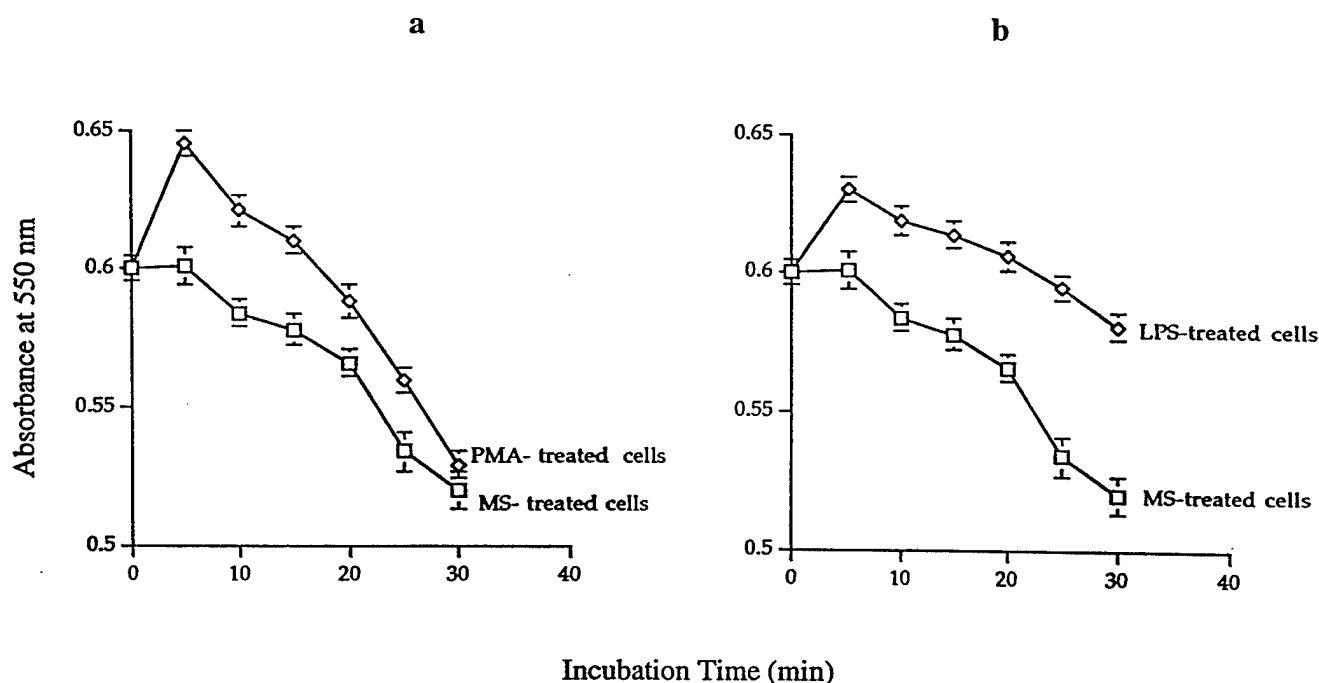 a
b
Absorbance at 550 nm
0.65
0.6
0.55
0.5
0 10 20 30 40
PMA- treated cells
MS- treated cells
0.65
0.6
0.55
0.5
0 10 20 30 40
LPS-treated cells
MS-treated cells
Incubation Time (min)